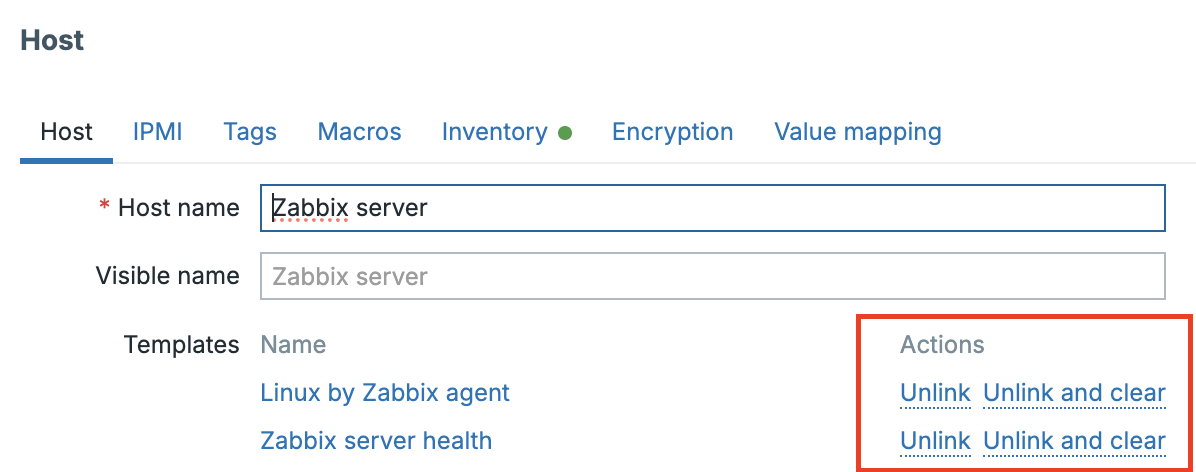 Host
Host IPMI Tags Macros Inventory Encryption Value mapping
* Host name Zabbix server
Visible name Zabbix server
Templates Name Actions
Linux by Zabbix agent Unlink Unlink and clear
Zabbix server health Unlink Unlink and clear